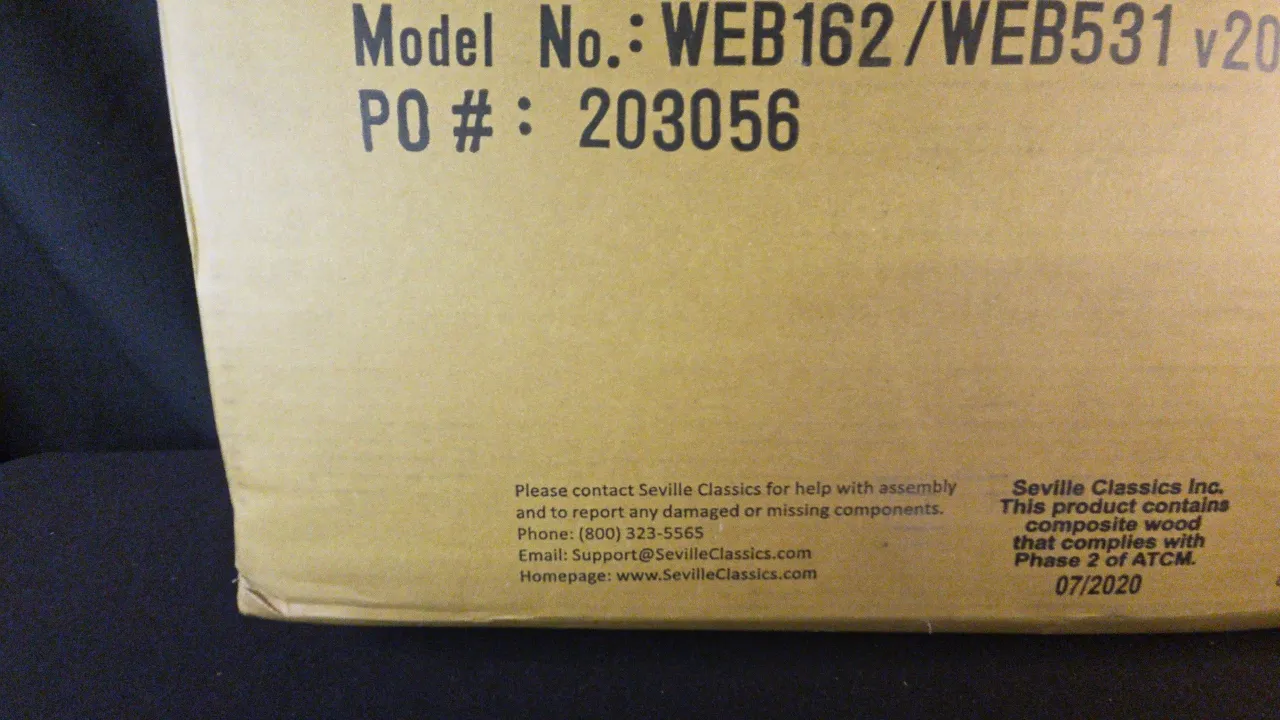 Model No.: WEB162/WEB531 v20
PO #: 203056
Please contact Seville Classics for help with assembly
and to report any damaged or missing components.
Phone: (800) 323-5565
Email: Support@SevilleClassics.com
Homepage: www.SevilleClassics.com
Seville Classics Inc.
This product contains
composite wood
that complies with
Phase 2 of ATCM.
07/2020